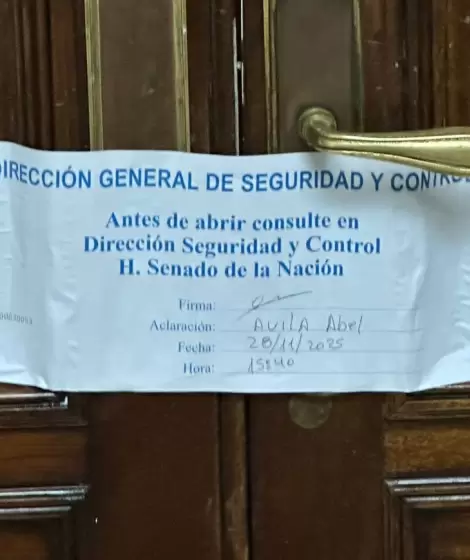 DIRECCIÓN GENERAL DE SEGURIDAD Y CONTROL
Antes de abrir consulte en
Dirección Seguridad y Control
H. Senado de la Nación
Firma:
Aclaración: AVILA Abel
Fecha: 28/11/2025
Hora: 15:40